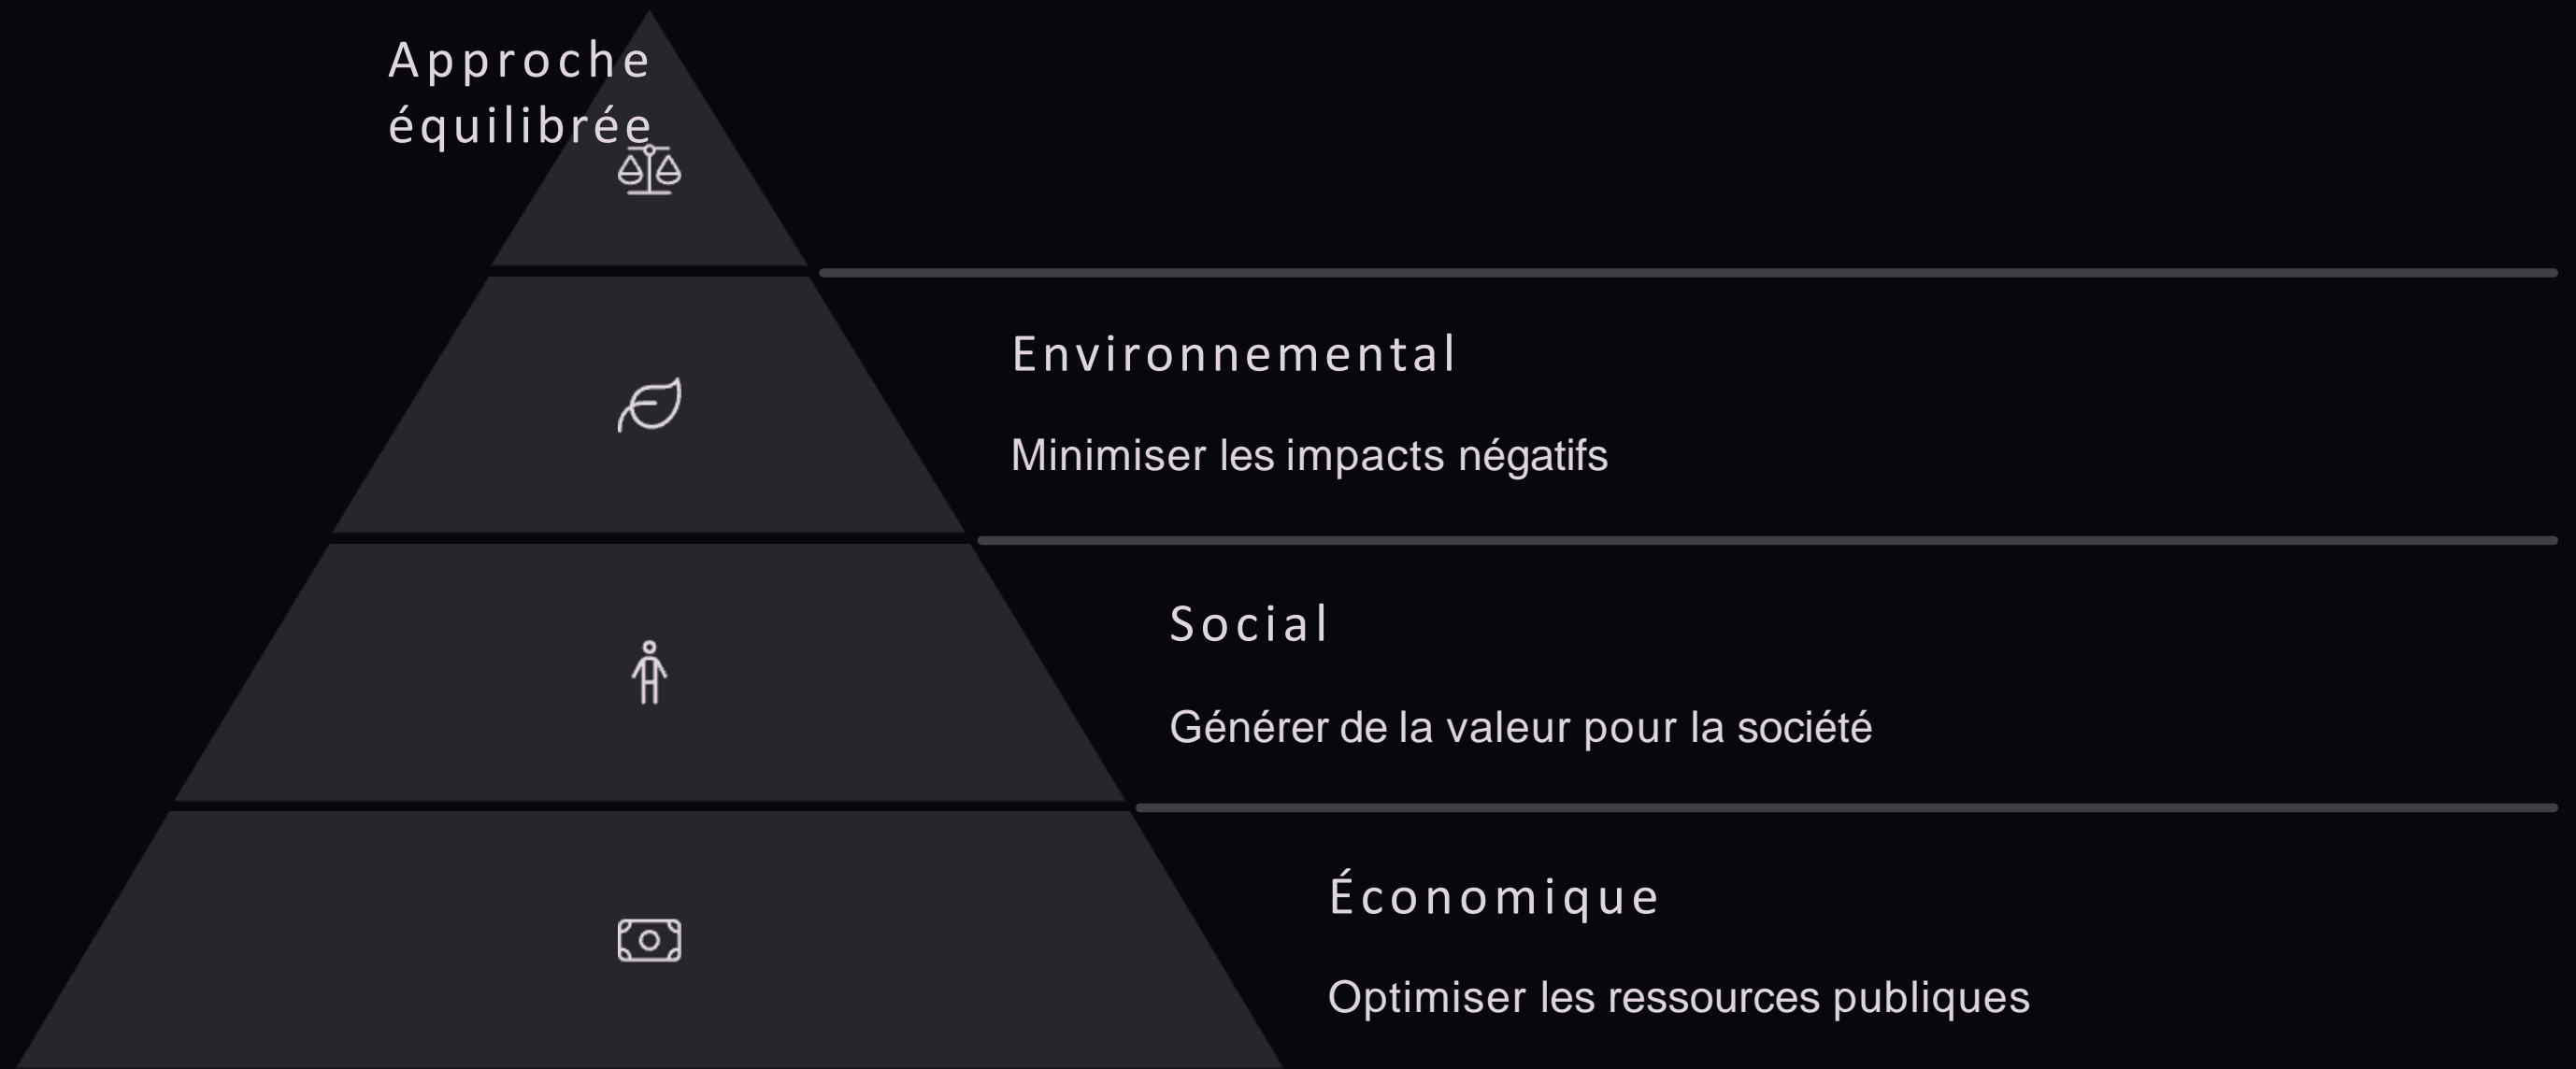 Approche
équilibrée
Environnemental
Minimiser les impacts négatifs
Social
Générer de la valeur pour la société
Économique
Optimiser les ressources publiques